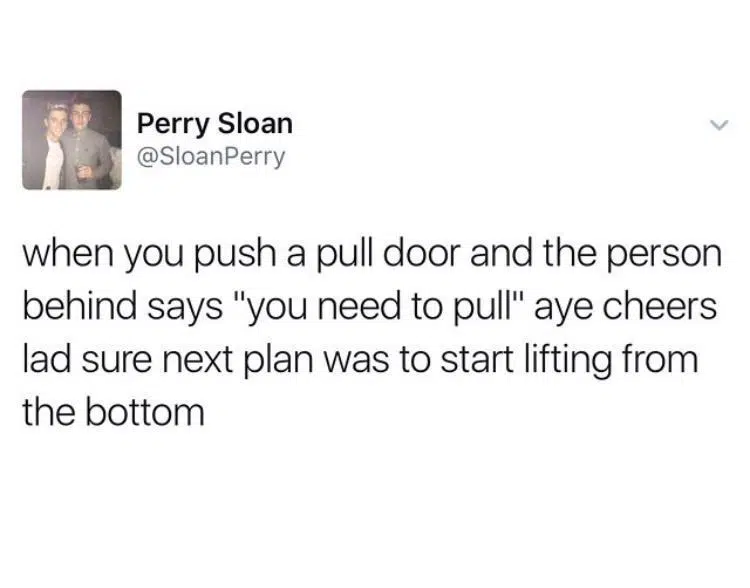 Perry Sloan
@SloanPerry
when you push a pull door and the person
behind says "you need to pull" aye cheers
lad sure next plan was to start lifting from
the bottom